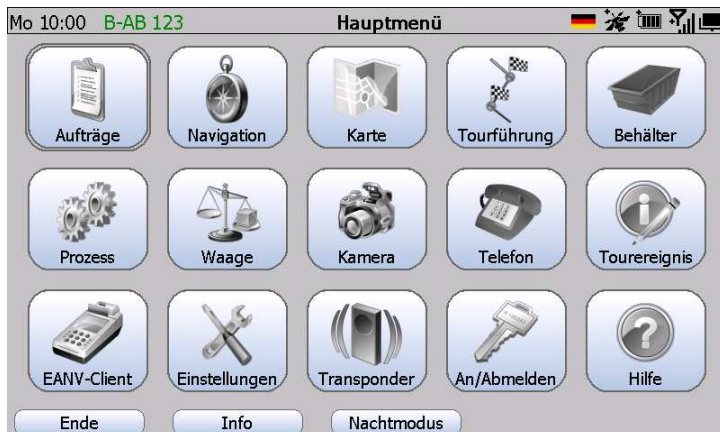 Mo 10:00 B-AB 123 Hauptmenü
Aufträge Navigation Karte Tourführung Behälter
Prozess Waage Kamera Telefon Tourereignis
EANV-Client Einstellungen Transponder An/Abmelden Hilfe
Ende Info Nachtmodus